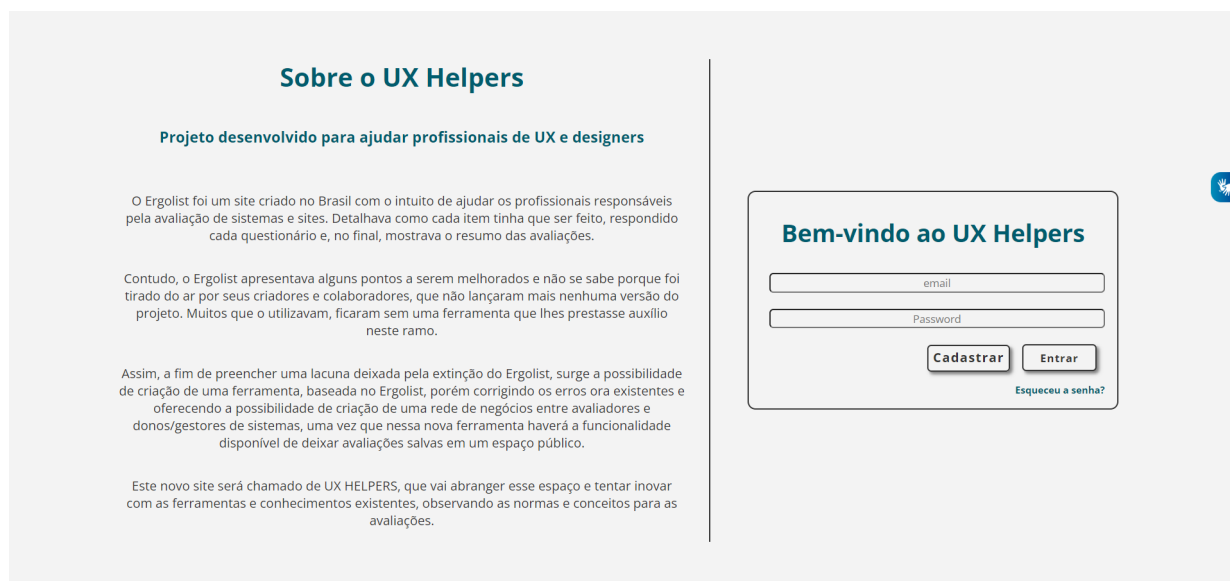 Sobre o UX Helpers
Projeto desenvolvido para ajudar profissionais de UX e designers
O Ergolist foi um site criado no Brasil com o intuito de ajudar os profissionais responsáveis
pela avaliação de sistemas e sites. Detalhava como cada item tinha que ser feito, respondido
cada questionário e, no final, mostrava o resumo das avaliações.
Contudo, o Ergolist apresentava alguns pontos a serem melhorados e não se sabe porque foi
tirado do ar por seus criadores e colaboradores, que não lançaram mais nenhuma versão do
projeto. Muitos que o utilizavam, ficaram sem uma ferramenta que lhes prestasse auxílio
neste ramo.
Assim, a fim de preencher uma lacuna deixada pela extinção do Ergolist, surge a possibilidade
de criação de uma ferramenta, baseada no Ergolist, porém corrigindo os erros ora existentes e
oferecendo a possibilidade de criação de uma rede de negócios entre avaliadores e
donos/gestores de sistemas, uma vez que nessa nova ferramenta haverá a funcionalidade
disponível de deixar avaliações salvas em um espaço público.
Este novo site será chamado de UX HELPERS, que vai abranger esse espaço e tentar inovar
com as ferramentas e conhecimentos existentes, observando as normas e conceitos para as
avaliações.
Bem-vindo ao UX Helpers
email
Password
Cadastrar Entrar
Esqueceu a senha?